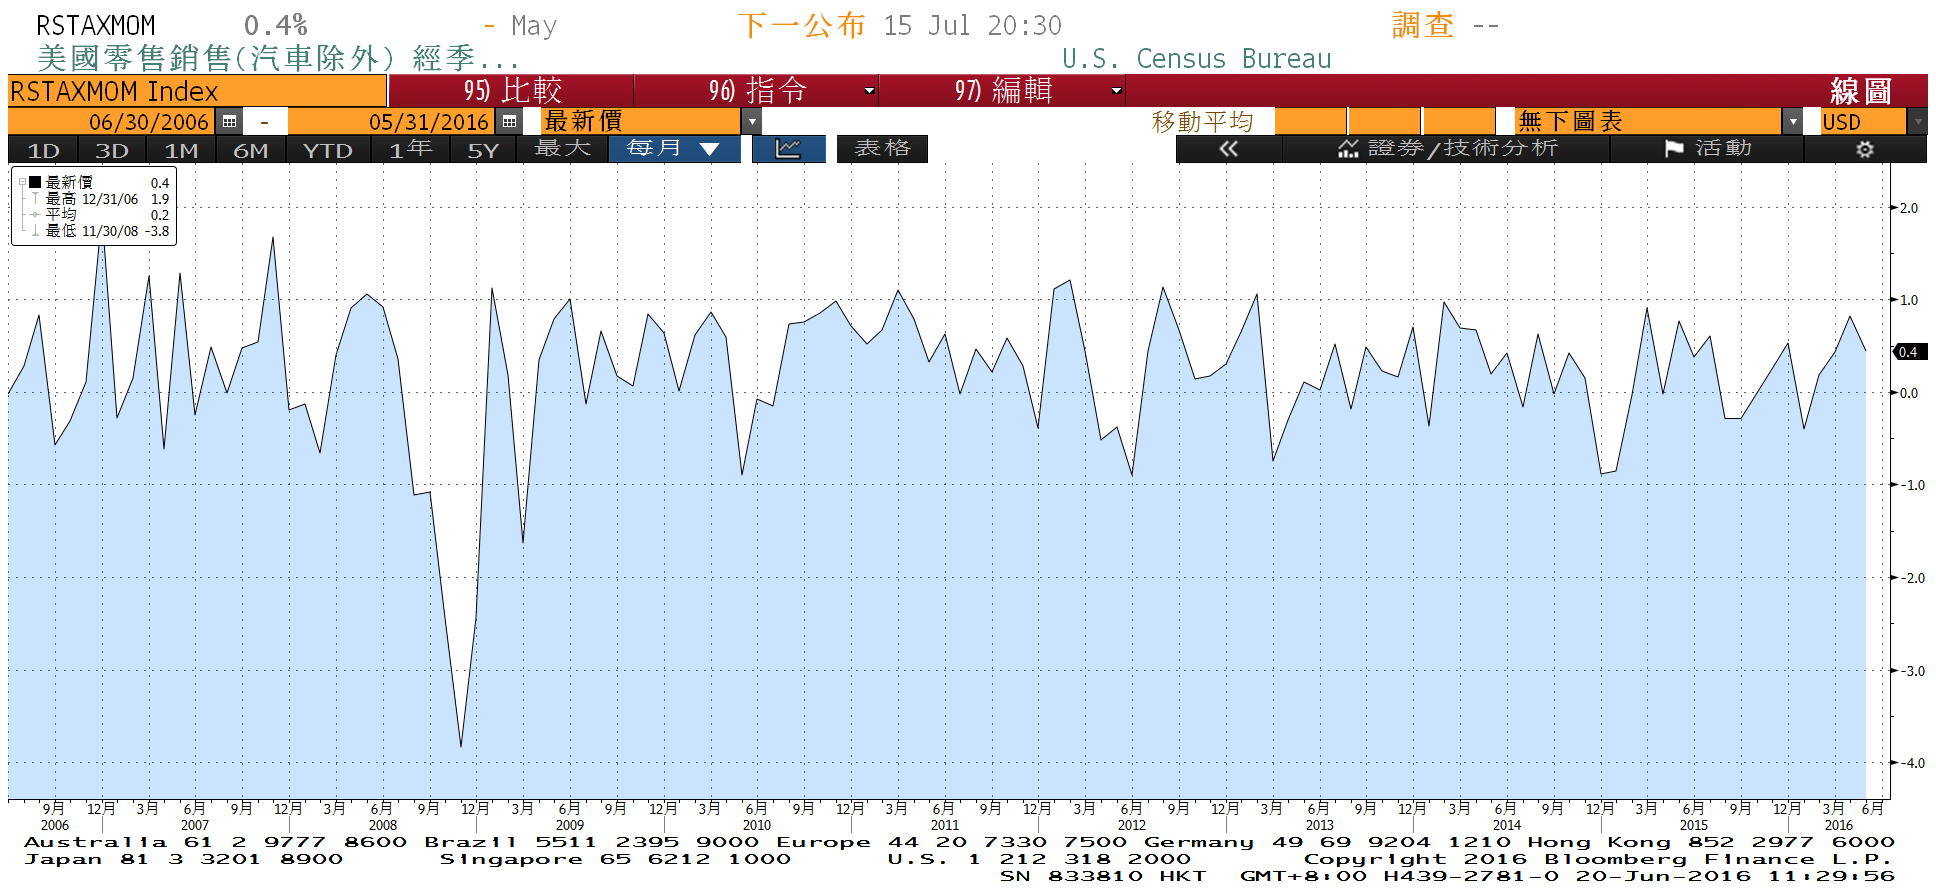 RSTAXMOM 0.4% - May 下一公布 15 Jul 20:30 調查 --
美國零售銷售(汽車除外) 經季... U.S. Census Bureau
RSTAXMOM Index 95) 比較 96) 指令 97) 編輯 線圖
06/30/2006 - 05/31/2016 最新價 移動平均 無下圖表 USD
1D 3D 1M 6M YTD 1年 5Y 最大 每月 表格 « 證券/技術分析 活動
最新價 0.4
最高 12/31/06 1.9
平均 0.2
最低 11/30/08 -3.8
2.0
1.0
0.4
0.0
-1.0
-2.0
-3.0
-4.0
9月 12月 3月 6月 9月 12月 3月 6月 9月 12月 3月 6月 9月 12月 3月 6月 9月 12月 3月 6月 9月 12月 3月 6月 9月 12月 3月 6月 9月 12月 3月 6月 9月 12月 3月 6月 9月 12月 3月 6月
2006 2007 2008 2009 2010 2011 2012 2013 2014 2015 2016
Australia 61 2 9777 8600 Brazil 5511 2395 9000 Europe 44 20 7330 7500 Germany 49 69 9204 1210 Hong Kong 852 2977 6000
Japan 81 3 3201 8900 Singapore 65 6212 1000 U.S. 1 212 318 2000 Copyright 2016 Bloomberg Finance L.P.
SN 833810 HKT GMT+8:00 H439-2781-0 20-Jun-2016 11:29:56